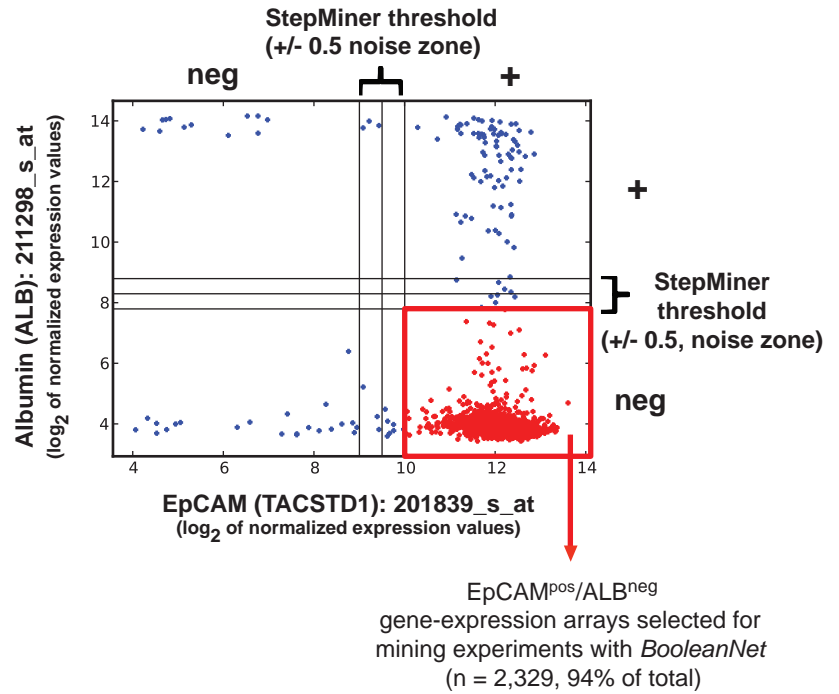 StepMiner threshold
(+/- 0.5 noise zone)
neg
+
14
12
10
8
6
4
4
6
8
10
12
14
Albumin (ALB): 211298_s_at
(log2 of normalized expression values)
+
StepMiner
threshold
(+/- 0.5, noise zone)
neg
EpCAM (TACSTD1): 201839_s_at
(log2 of normalized expression values)
EpCAMpos/ALBneg
gene-expression arrays selected for
mining experiments with BooleanNet
(n = 2,329, 94% of total)